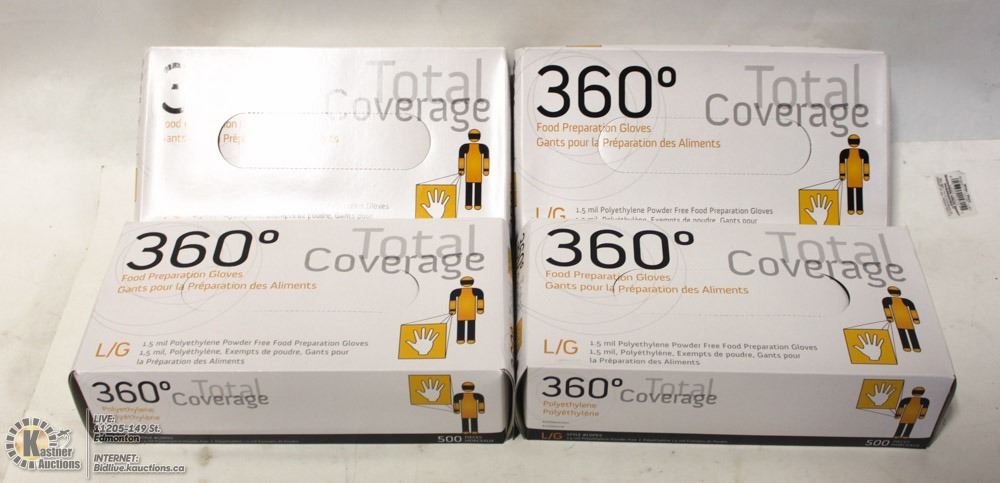 Total
Coverage
Food
Gants
Prép
Aliments
Gloves
360°
Total
Coverage
Food Preparation Gloves
Gants pour la Préparation des Aliments
L/G
1.5 mil Polyethylene Powder Free Food Preparation Gloves
360°
Total
Coverage
Food Preparation Gloves
Gants pour la Préparation des Aliments
L/G
1.5 mil Polyethylene Powder Free Food Preparation Gloves
1,5 mil, Polyéthylène, Exempts de poudre, Gants pour
la Préparation des Aliments
360°
Total
Coverage
Polyethylene
Polyéthylène
500
360°
Total
Coverage
Food Preparation Gloves
Gants pour la Préparation des Aliments
L/G
1.5 mil Polyethylene Powder Free Food Preparation Gloves
1,5 mil, Polyéthylène, Exempts de poudre, Gants pour
la Préparation des Aliments
360°
Total
Coverage
Polyethylene
Polyéthylène
L/G
500
Kastner
Auctions
LIVE:
11205-149 St.
Edmonton
INTERNET:
Bidlive.kauctions.ca